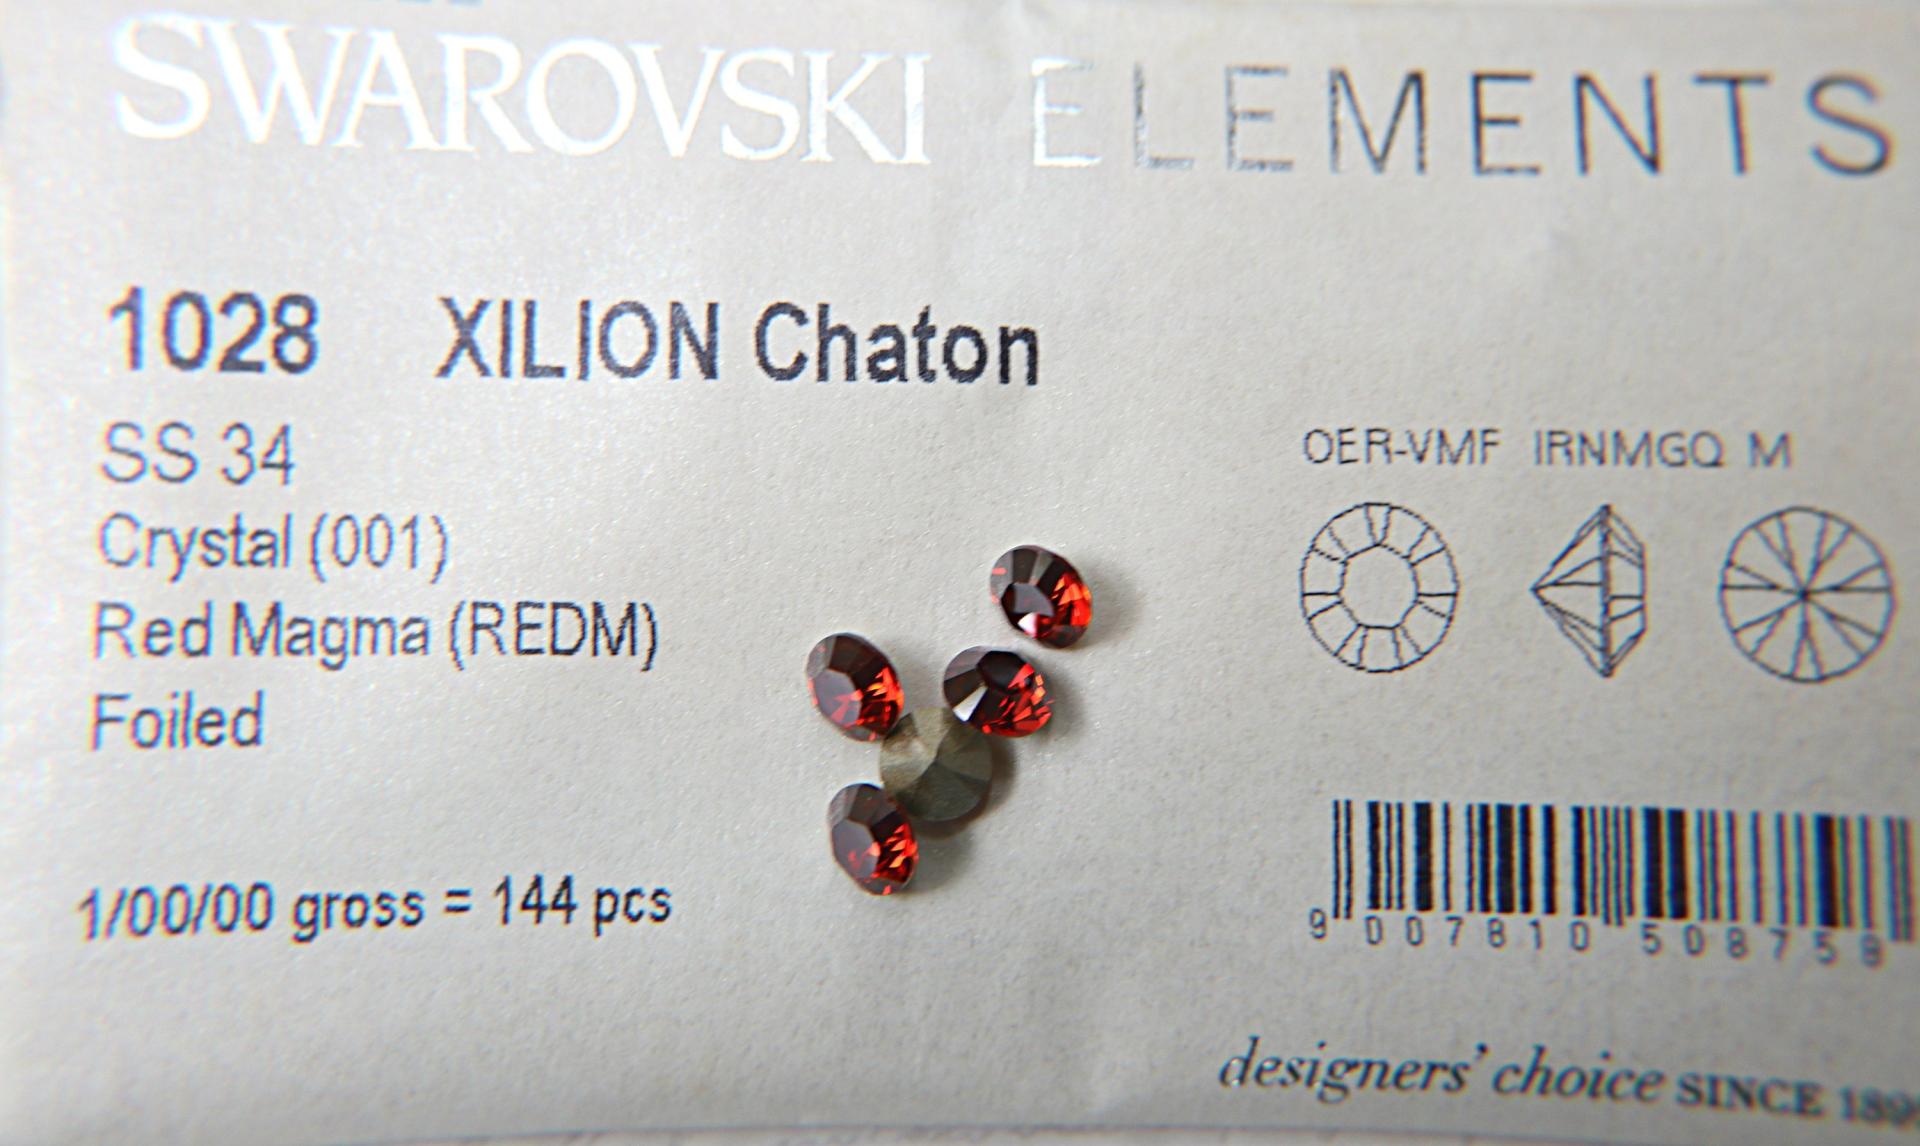 SWAROVSKI ELEMENTS
1028 XILION Chaton
SS 34
Crystal (001)
Red Magma (REDM)
Foiled
1/00/00 gross = 144 pcs
OER-VMF IRNMGQ M
9 007810 508758
designers' choice SINCE